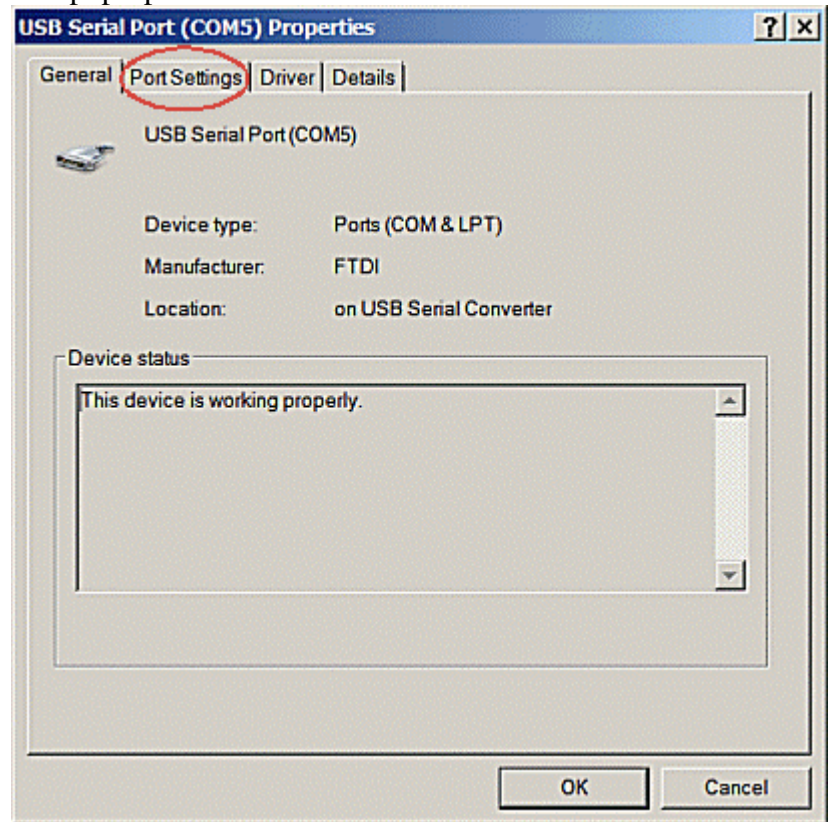 USB Serial Port (COM5) Properties ? ×
General Port Settings Driver Details
USB Serial Port (COM5)
Device type: Ports (COM & LPT)
Manufacturer: FTDI
Location: on USB Serial Converter
Device status
This device is working properly.
OK Cancel